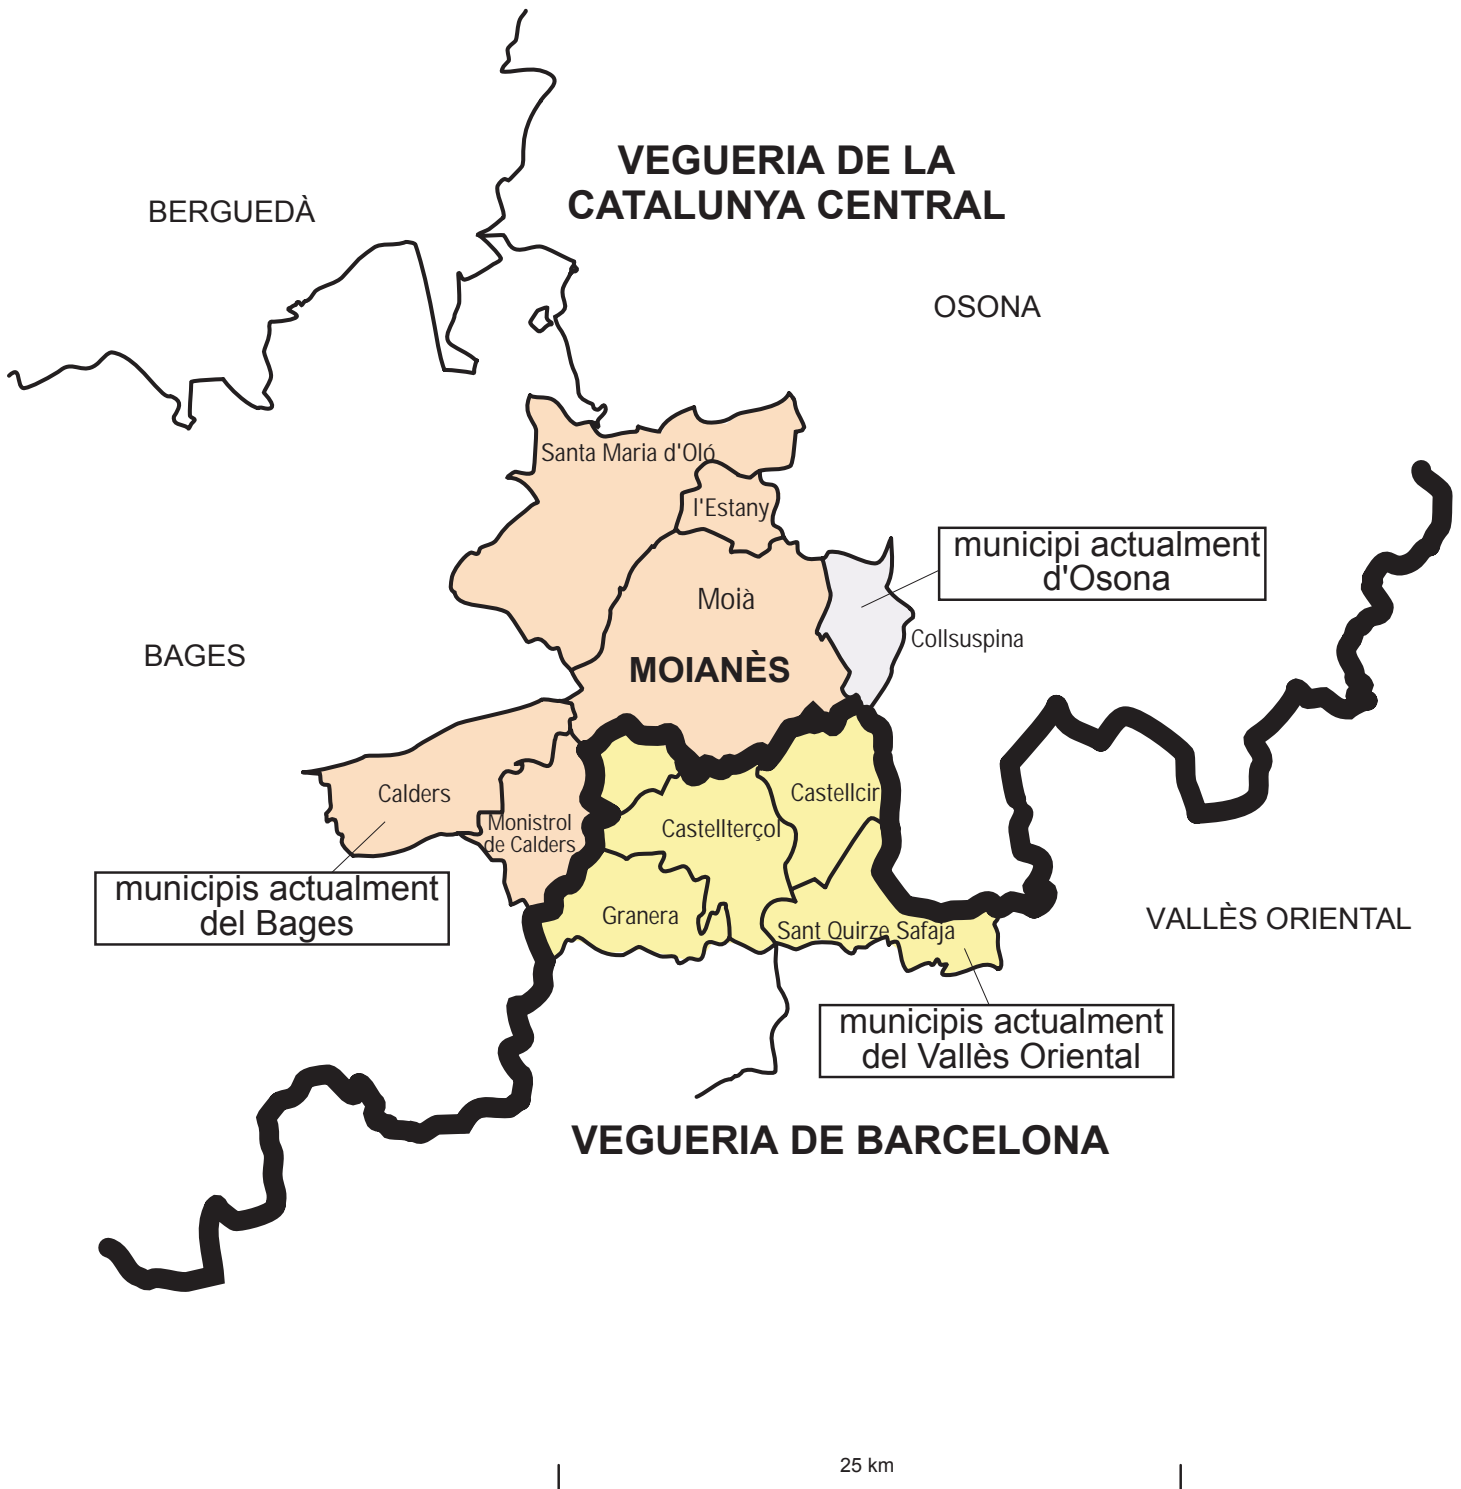 VEGUERIA DE LA
CATALUNYA CENTRAL
BERGUEDÀ
OSONA
Santa Maria d'Oló
l'Estany
municipi actualment
d'Osona
Moià
Collsuspina
BAGES
MOIANÈS
Calders
Castellcir
Monistrol
de Calders
Castellterçol
municipis actualment
del Bages
Granera
Sant Quirze Safaja
VALLÈS ORIENTAL
municipis actualment
del Vallès Oriental
VEGUERIA DE BARCELONA
25 km